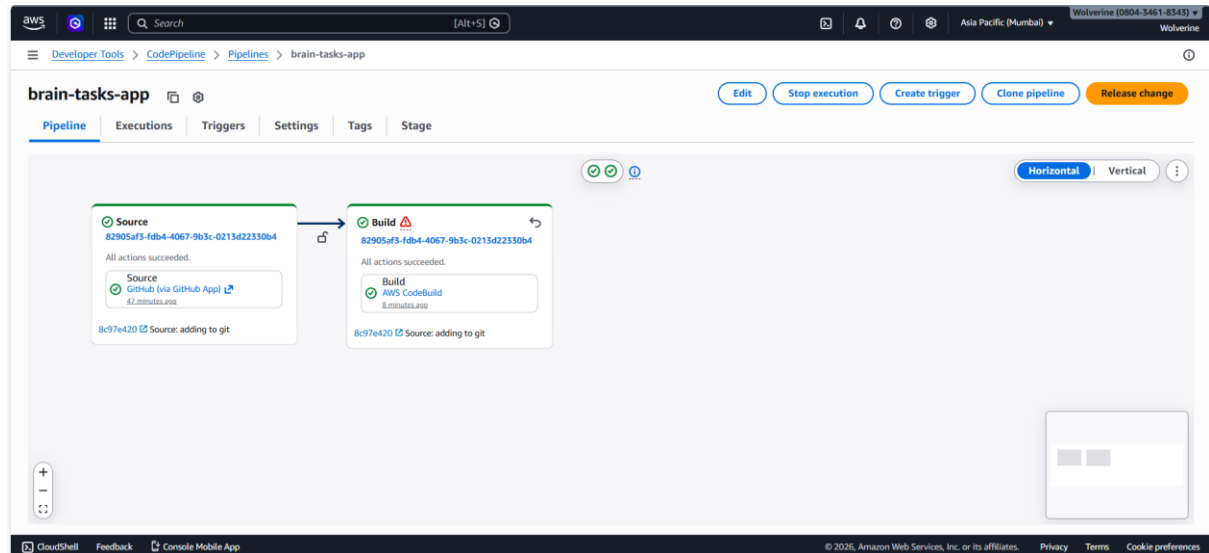 aws Search [Alt+S] Asia Pacific (Mumbai) Wolverine (0804-3461-8343)
Wolverine
Developer Tools > CodePipeline > Pipelines > brain-tasks-app
brain-tasks-app Edit Stop execution Create trigger Clone pipeline Release change
Pipeline Executions Triggers Settings Tags Stage
Horizontal | Vertical
Source
82905af3-fdb4-4067-9b3c-0213d22330b4
All actions succeeded.
Source
GitHub (via GitHub App)
47 minutes ago
8c97e420 Source: adding to git
Build
82905af3-fdb4-4067-9b3c-0213d22330b4
All actions succeeded.
Build
AWS CodeBuild
8 minutes ago
8c97e420 Source: adding to git
CloudShell Feedback Console Mobile App © 2026, Amazon Web Services, Inc. or its affiliates. Privacy Terms Cookie preferences